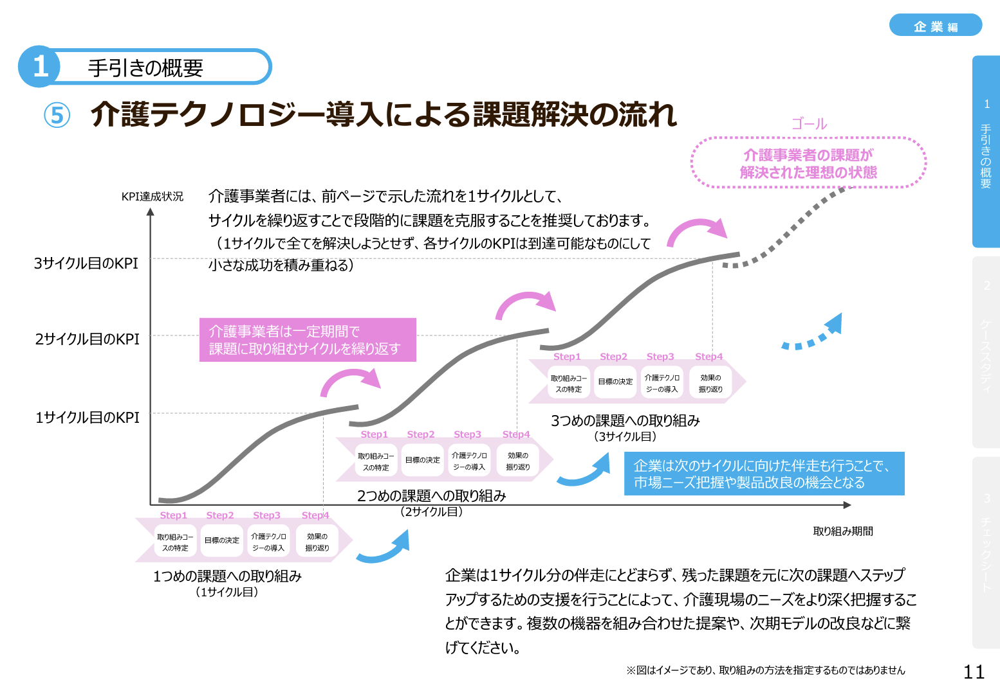 企業編
1 手引きの概要
⑤ 介護テクノロジー導入による課題解決の流れ
ゴール
介護事業者の課題が
解決された理想の状態
KPI達成状況
介護事業者には、前ページで示した流れを1サイクルとして、
サイクルを繰り返すことで段階的に課題を克服することを推奨しております。
（1サイクルで全てを解決しようとせず、各サイクルのKPIは到達可能なものにして
小さな成功を積み重ねる）
3サイクル目のKPI
2サイクル目のKPI
1サイクル目のKPI
介護事業者は一定期間で
課題に取り組むサイクルを繰り返す
Step1 Step2 Step3 Step4
取り組みコー
スの特定
目標の決定
介護テクノロ
ジーの導入
効果の
振り返り
3つめの課題への取り組み
（3サイクル目）
Step1 Step2 Step3 Step4
取り組みコー
スの特定
目標の決定
介護テクノロ
ジーの導入
効果の
振り返り
2つめの課題への取り組み
（2サイクル目）
企業は次のサイクルに向けた伴走も行うことで、
市場ニーズ把握や製品改良の機会となる
Step1 Step2 Step3 Step4
取り組みコー
スの特定
目標の決定
介護テクノロ
ジーの導入
効果の
振り返り
1つめの課題への取り組み
（1サイクル目）
取り組み期間
企業は1サイクル分の伴走にとどまらず、残った課題を元に次の課題へステップ
アップするための支援を行うことによって、介護現場のニーズをより深く把握するこ
とができます。複数の機器を組み合わせた提案や、次期モデルの改良などに繋
げてください。
※図はイメージであり、取り組みの方法を指定するものではありません
11
1 手引きの概要
2 ケーススタディ
3 チェックシート